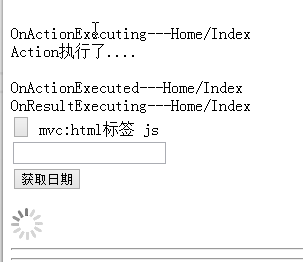 OnActionExecuting---Home/Index
Action执行了....
OnActionExecuted---Home/Index
OnResultExecuting---Home/Index
mvc:html标签 js
获取日期